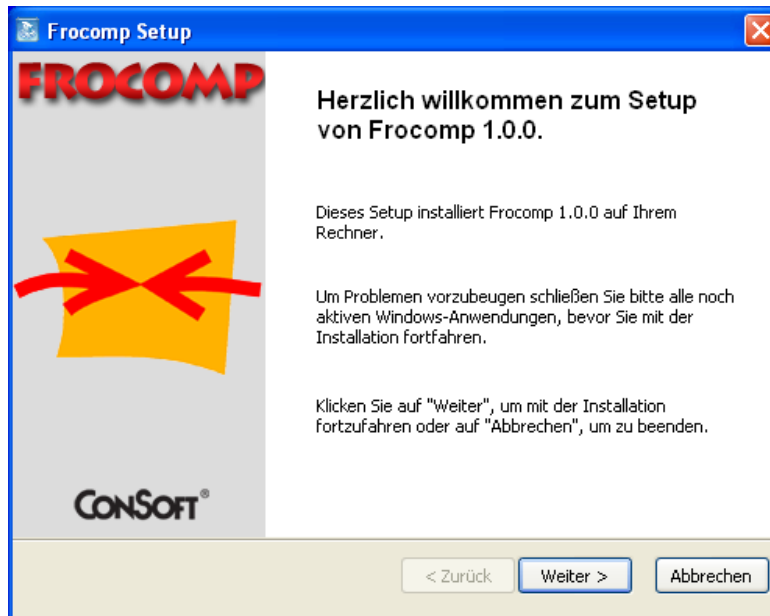 Frocomp Setup
FROCOMP
Herzlich willkommen zum Setup
von Frocomp 1.0.0.
Dieses Setup installiert Frocomp 1.0.0 auf Ihrem
Rechner.
Um Problemen vorzubeugen schließen Sie bitte alle noch
aktiven Windows-Anwendungen, bevor Sie mit der
Installation fortfahren.
Klicken Sie auf "Weiter", um mit der Installation
fortzufahren oder auf "Abbrechen", um zu beenden.
CONSOFT®
< Zurück
Weiter >
Abbrechen